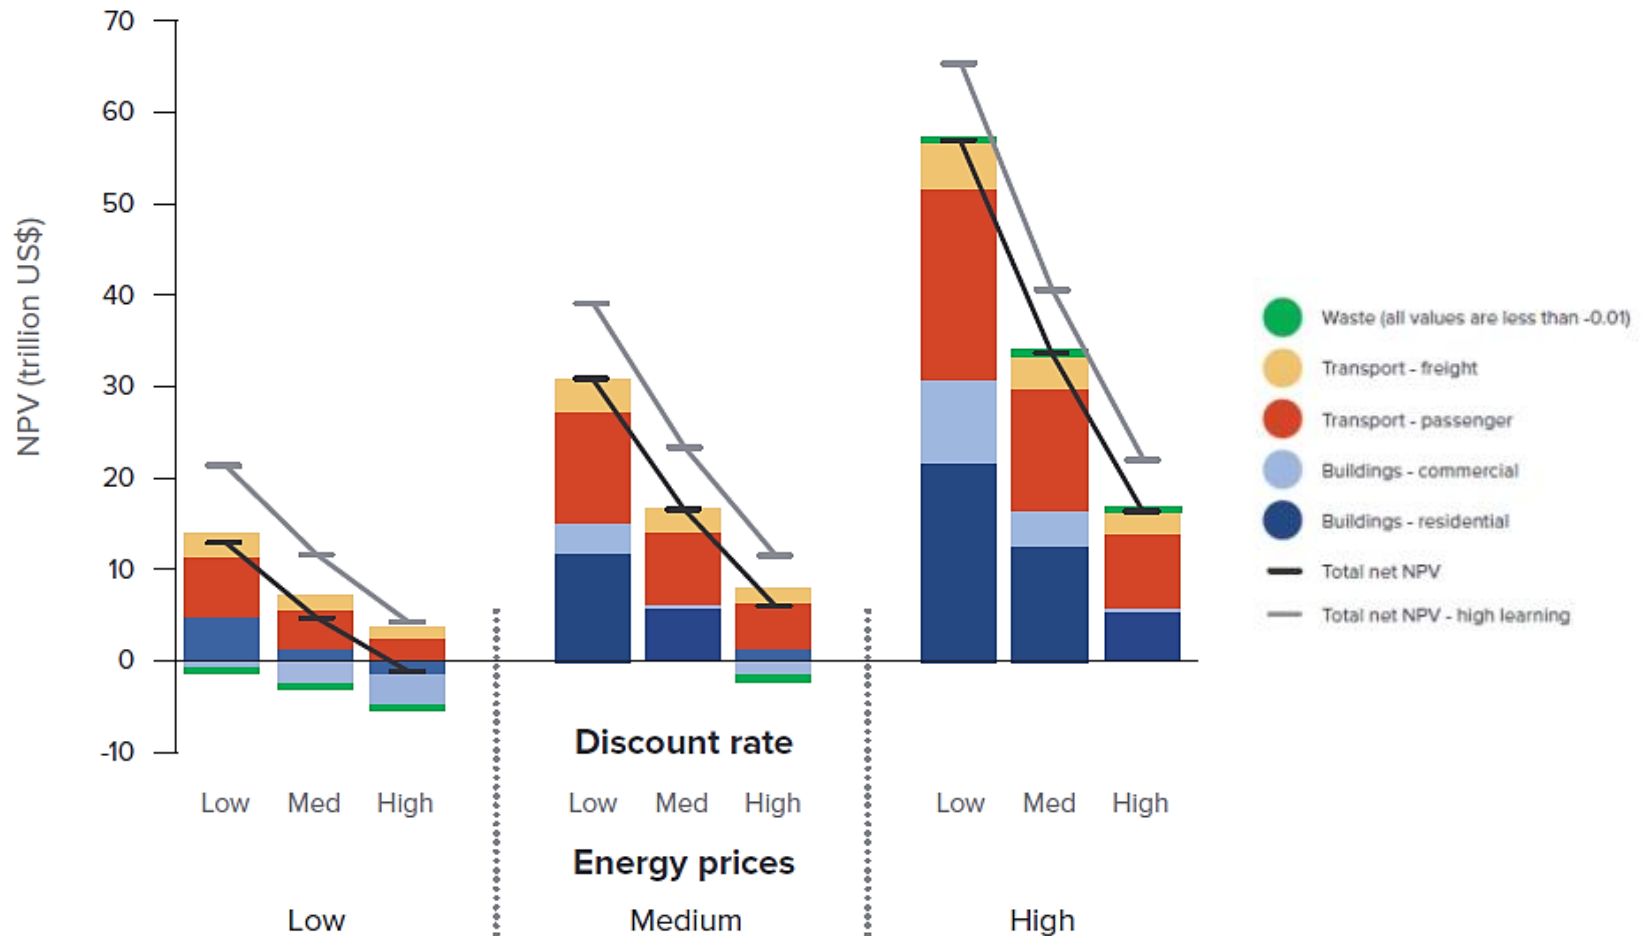 70
60
50
40
30
20
10
0
-10
NPV (trillion US$)
Waste (all values are less than -0.01)
Transport - freight
Transport - passenger
Buildings - commercial
Buildings - residential
Total net NPV
Total net NPV - high learning
Discount rate
Low Med High Low Med High Low Med High
Energy prices
Low Medium High